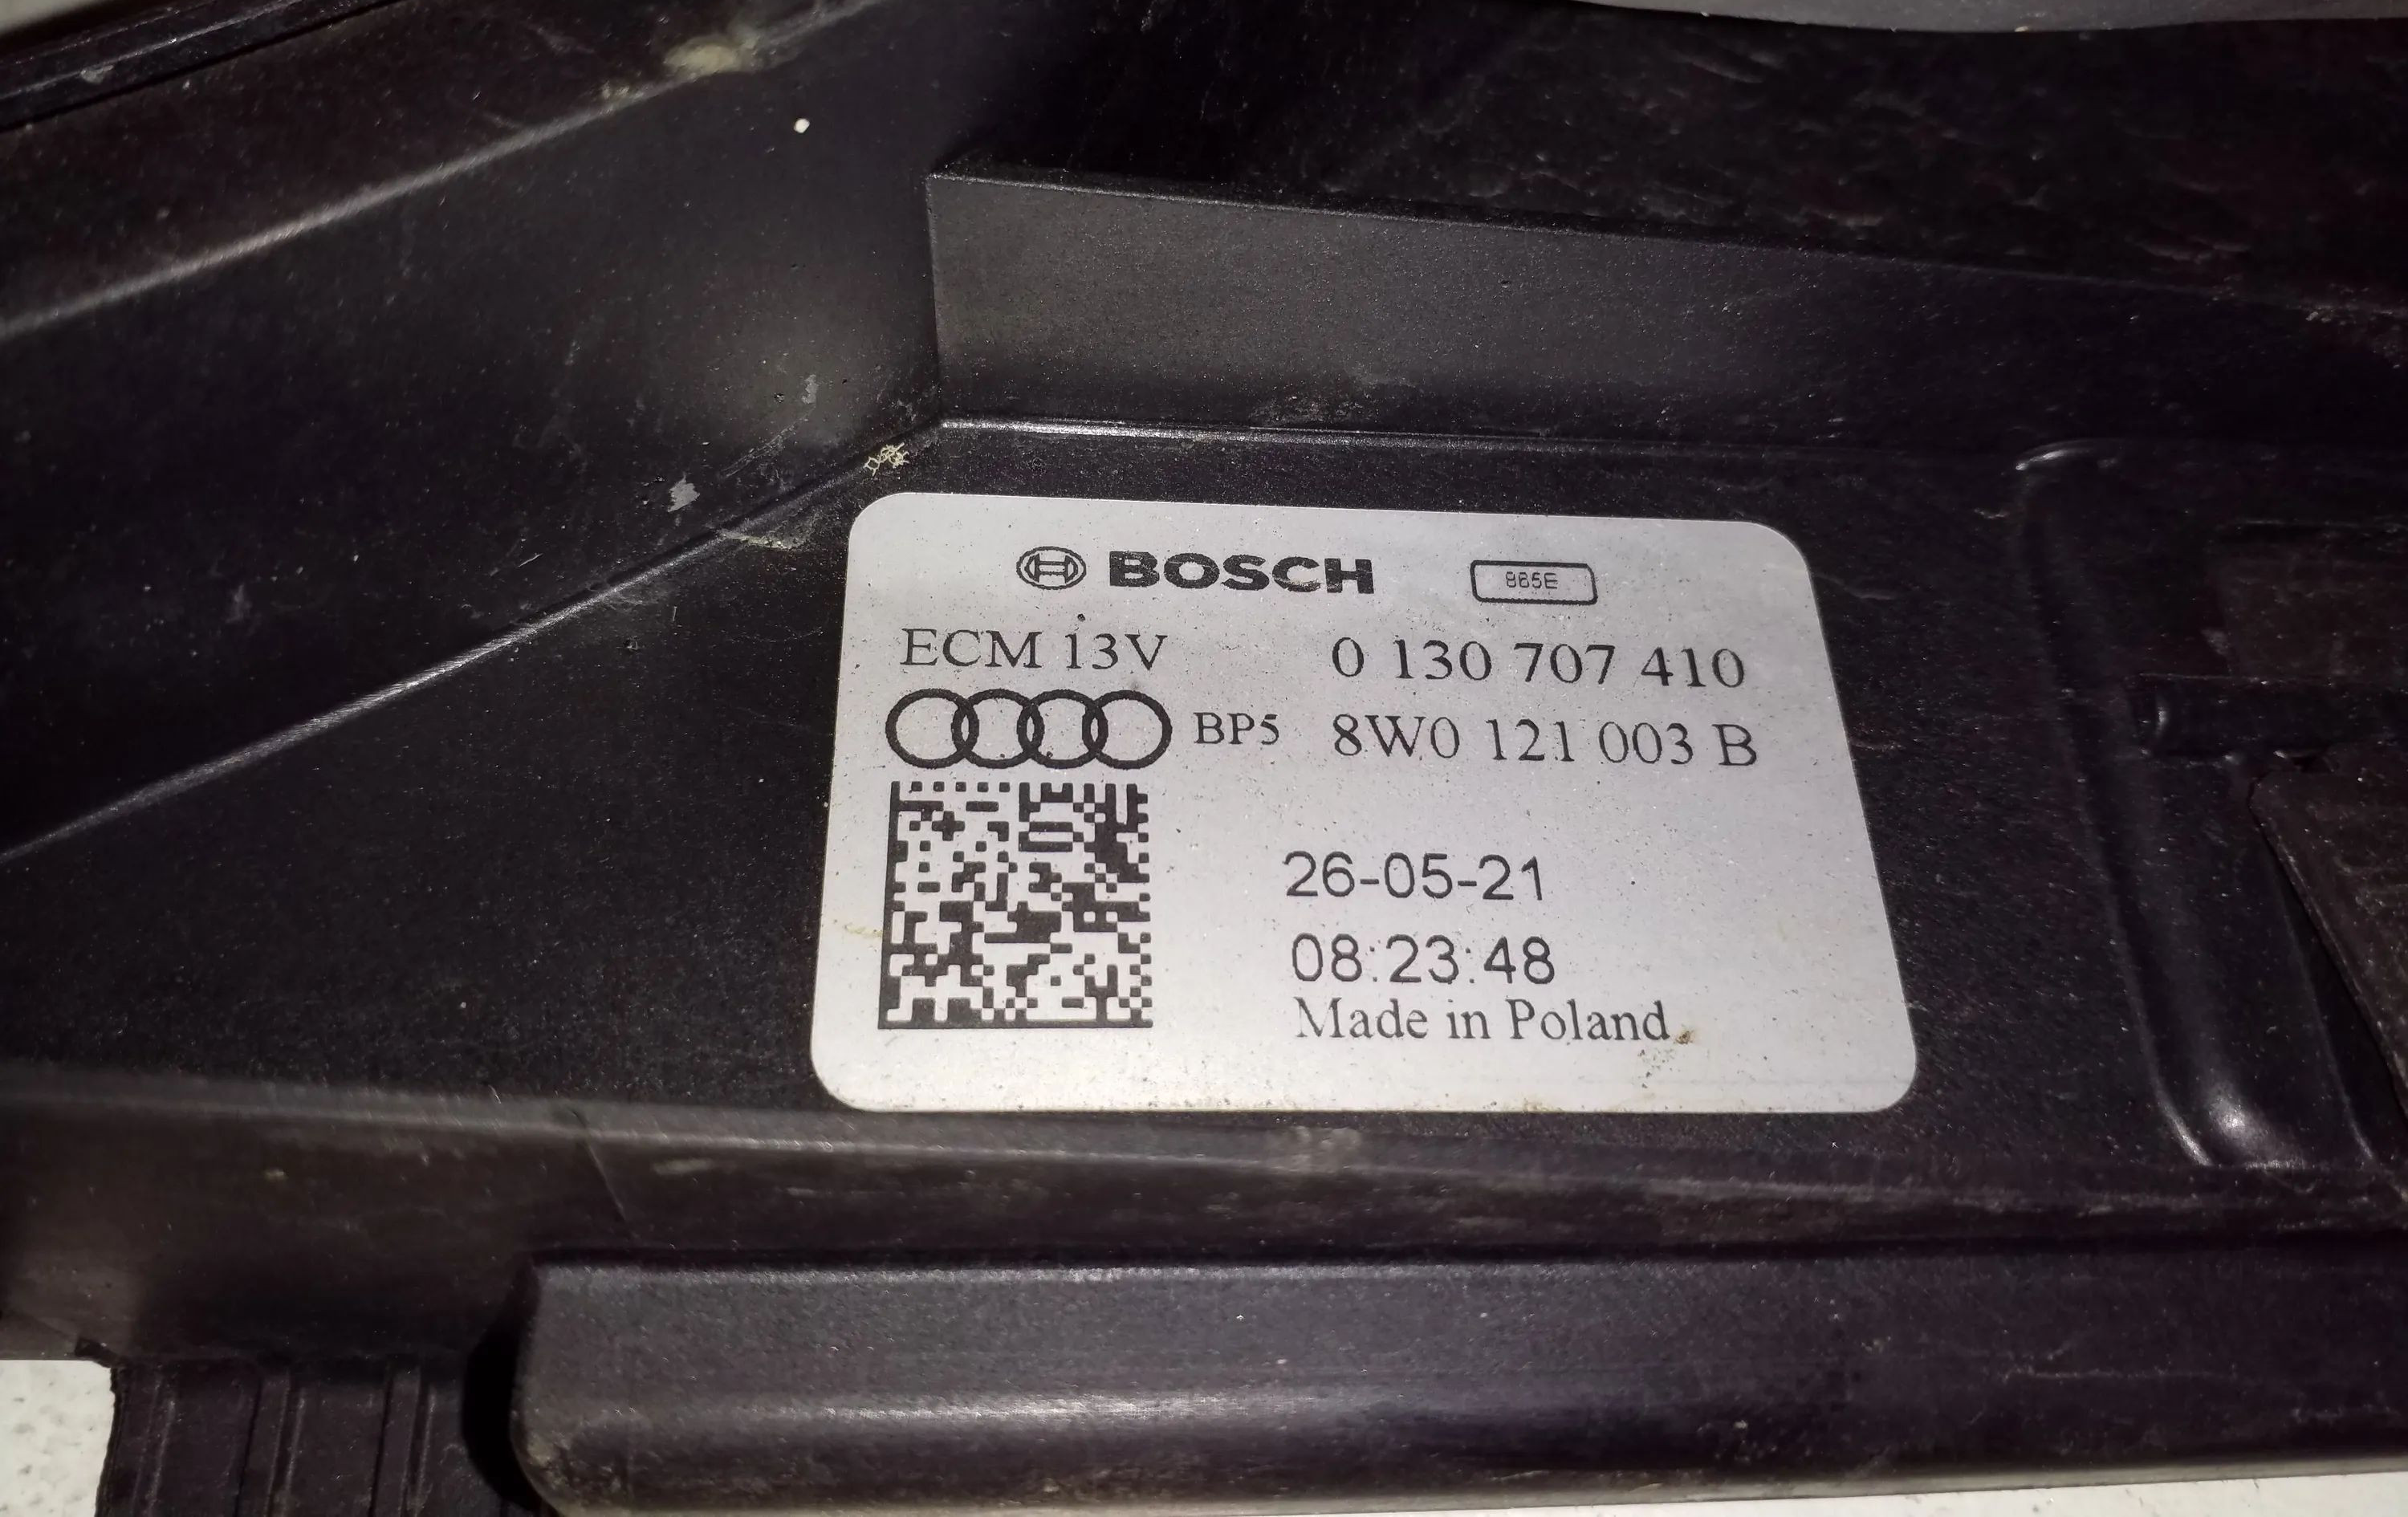 BOSCH 865E
ECM 13V 0 130 707 410
BP5 8W0 121 003 B
26-05-21
08:23:48
Made in Poland